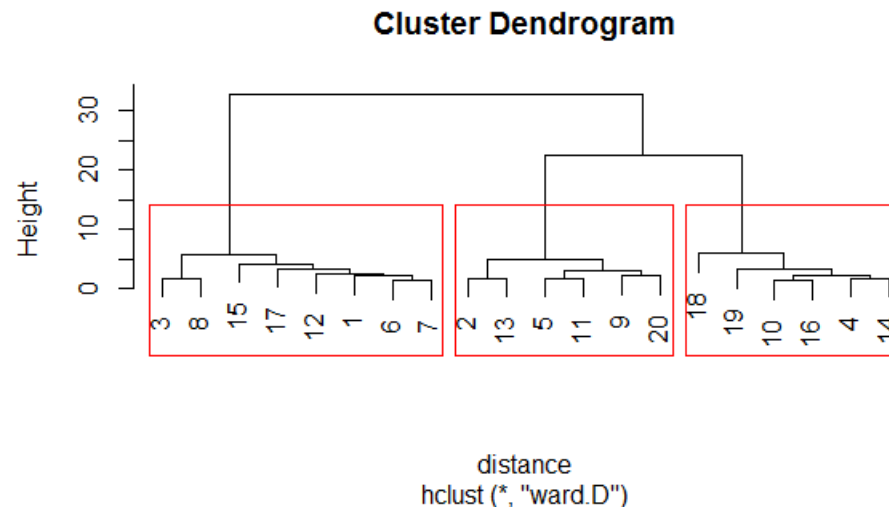 Cluster Dendrogram
Height
0 10 20 30
3 8 15 17 12 1 6 7 2 13 5 11 9 20 18 19 10 16 4 14
distance
hclust (*, "ward.D")